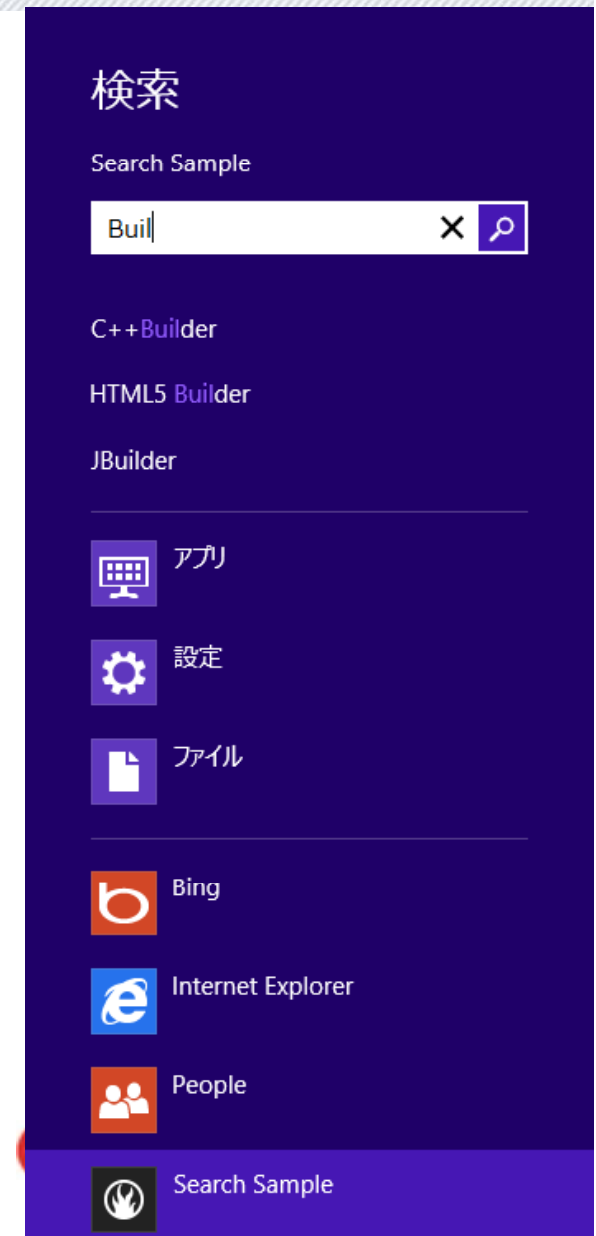 検索
Search Sample
Buil
C++Builder
HTML5 Builder
JBuilder
アプリ
設定
ファイル
Bing
Internet Explorer
People
Search Sample